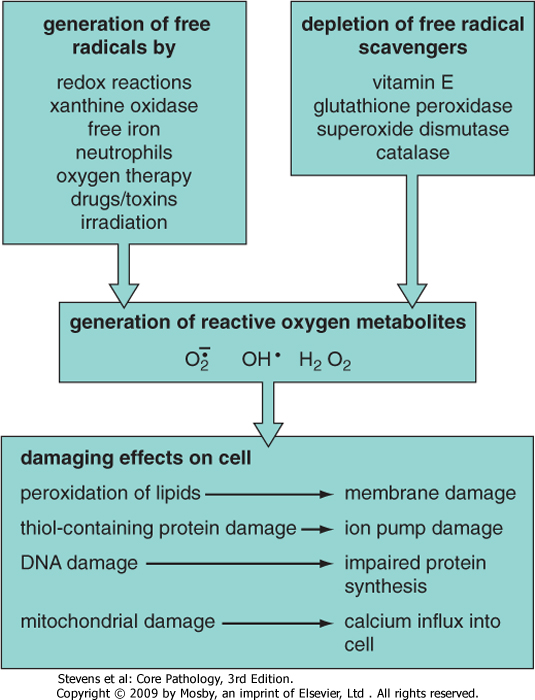 generation of free
radicals by
redox reactions
xanthine oxidase
free iron
neutrophils
oxygen therapy
drugs/toxins
irradiation
depletion of free radical
scavengers
vitamin E
glutathione peroxidase
superoxide dismutase
catalase
generation of reactive oxygen metabolites
O₂•̅ OH• H₂ O₂
damaging effects on cell
peroxidation of lipids → membrane damage
thiol-containing protein damage → ion pump damage
DNA damage → impaired protein
synthesis
mitochondrial damage → calcium influx into
cell
Stevens et al: Core Pathology, 3rd Edition.
Copyright © 2009 by Mosby, an imprint of Elsevier, Ltd . All rights reserved.